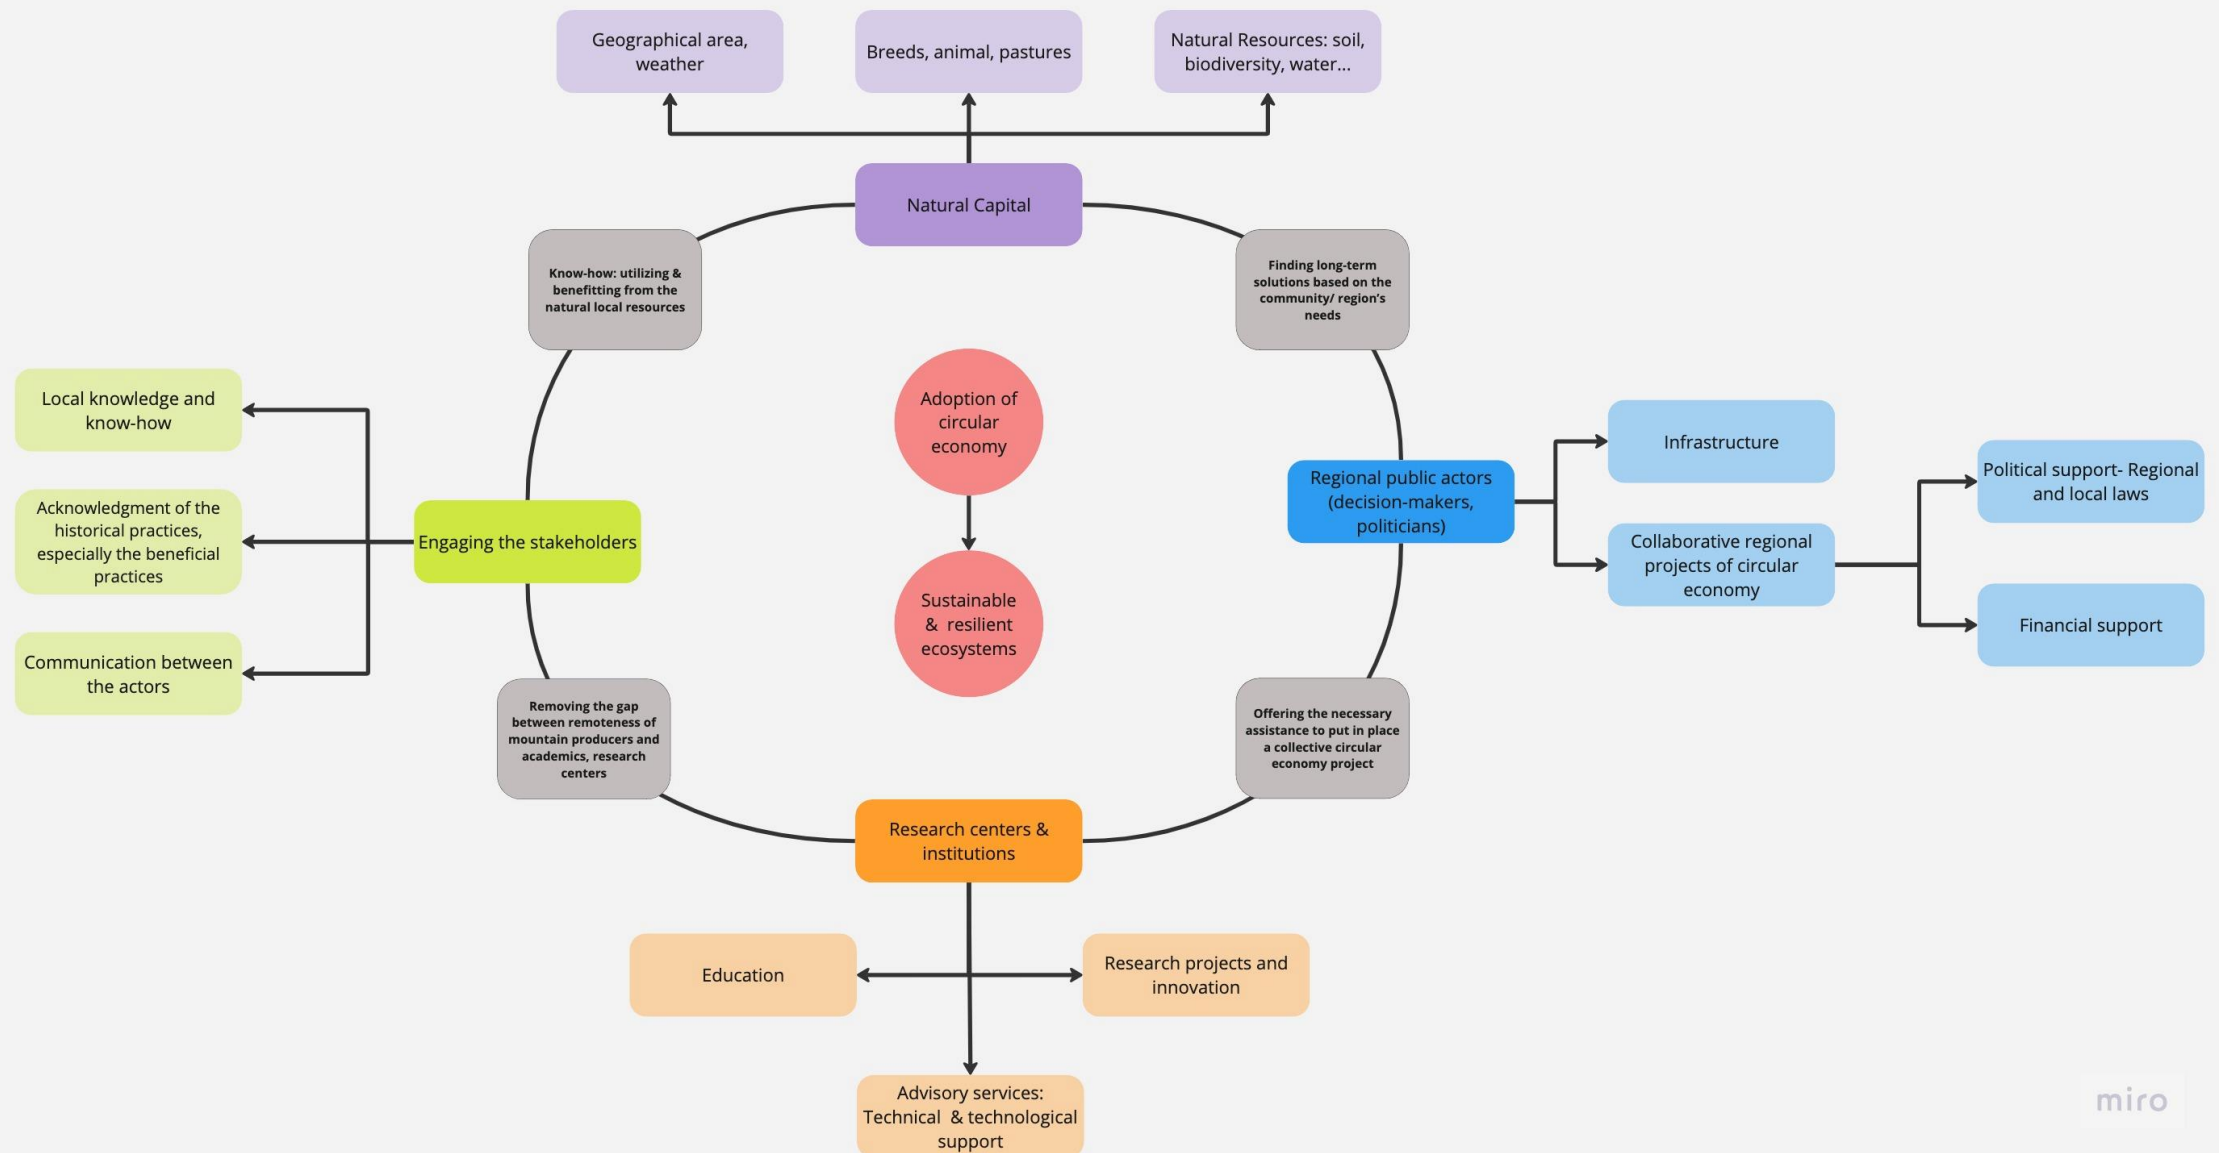 Geographical area,
weather
Breeds, animal, pastures
Natural Resources: soil,
biodiversity, water...
Natural Capital
Know-how: utilizing &
benefitting from the
natural local resources
Finding long-term
solutions based on the
community/ region's
needs
Adoption of
circular
economy
Local knowledge and
know-how
Acknowledgment of the
historical practices,
especially the beneficial
practices
Communication between
the actors
Engaging the stakeholders
Regional public actors
(decision-makers,
politicians)
Infrastructure
Collaborative regional
projects of circular
economy
Political support- Regional
and local laws
Financial support
Sustainable
& resilient
ecosystems
Removing the gap
between remoteness of
mountain producers and
academics, research
centers
Offering the necessary
assistance to put in place
a collective circular
economy project
Research centers &
institutions
Education
Research projects and
innovation
Advisory services:
Technical & technological
support
miro